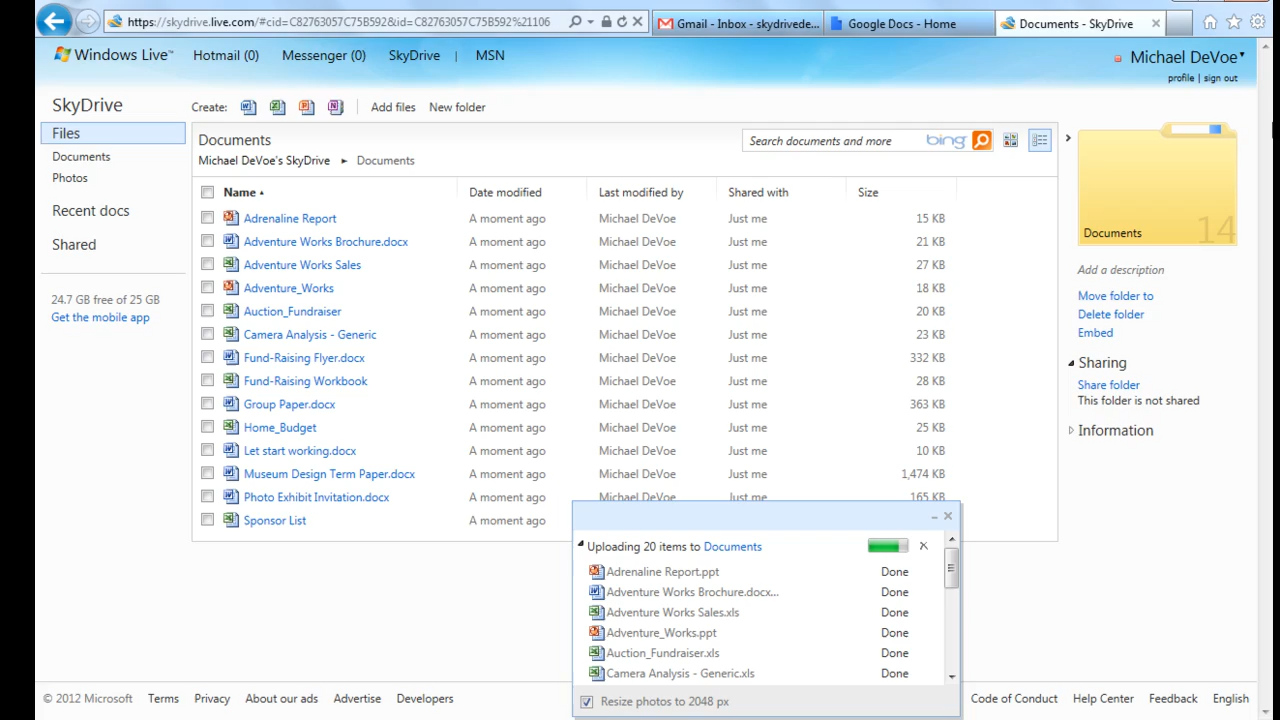 https://skydrive.live.com/#cid=C82763057C75B592&id=C82763057C75B592%21106
Gmail - Inbox - skydrivede...
Google Docs - Home
Documents - SkyDrive
Windows Live™
Hotmail (0)
Messenger (0)
SkyDrive
MSN
Michael DeVoe
profile | sign out
SkyDrive
Create:
Add files
New folder
Files
Documents
Photos
Recent docs
Shared
24.7 GB free of 25 GB
Get the mobile app
Documents
Michael DeVoe's SkyDrive ► Documents
Search documents and more
bing
Name Date modified Last modified by Shared with Size
Adrenaline Report A moment ago Michael DeVoe Just me 15 KB
Adventure Works Brochure.docx A moment ago Michael DeVoe Just me 21 KB
Adventure Works Sales A moment ago Michael DeVoe Just me 27 KB
Adventure_Works A moment ago Michael DeVoe Just me 18 KB
Auction_Fundraiser A moment ago Michael DeVoe Just me 20 KB
Camera Analysis - Generic A moment ago Michael DeVoe Just me 23 KB
Fund-Raising Flyer.docx A moment ago Michael DeVoe Just me 332 KB
Fund-Raising Workbook A moment ago Michael DeVoe Just me 28 KB
Group Paper.docx A moment ago Michael DeVoe Just me 363 KB
Home_Budget A moment ago Michael DeVoe Just me 25 KB
Let start working.docx A moment ago Michael DeVoe Just me 10 KB
Museum Design Term Paper.docx A moment ago Michael DeVoe Just me 1,474 KB
Photo Exhibit Invitation.docx A moment ago Michael DeVoe Just me 165 KB
Sponsor List A moment ago
Documents
14
Add a description
Move folder to
Delete folder
Embed
Sharing
Share folder
This folder is not shared
Information
Uploading 20 items to Documents
Adrenaline Report.ppt Done
Adventure Works Brochure.docx... Done
Adventure Works Sales.xls Done
Adventure_Works.ppt Done
Auction_Fundraiser.xls Done
Camera Analysis - Generic.xls Done
Resize photos to 2048 px
© 2012 Microsoft Terms Privacy About our ads Advertise Developers
Code of Conduct Help Center Feedback English